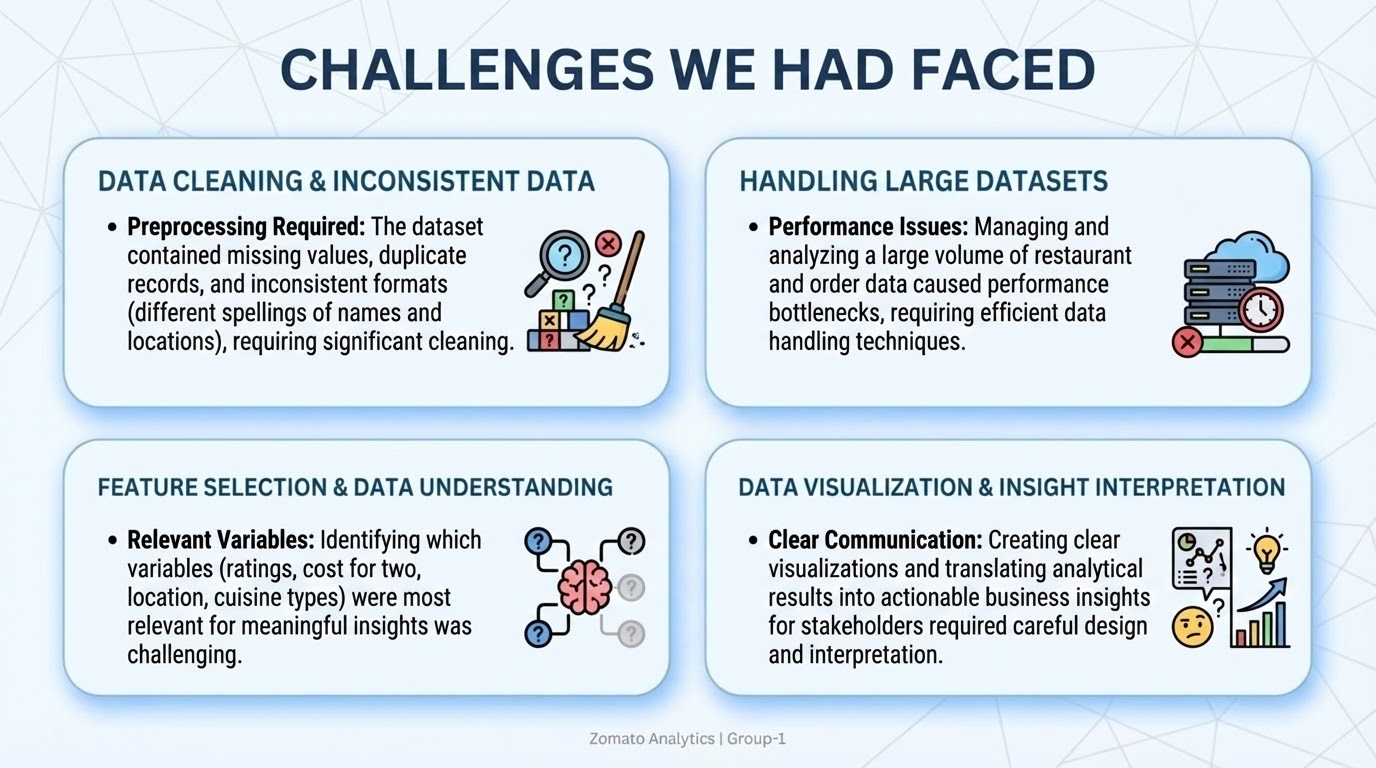 CHALLENGES WE HAD FACED
DATA CLEANING & INCONSISTENT DATA
• Preprocessing Required: The dataset
contained missing values, duplicate
records, and inconsistent formats
(different spellings of names and
locations), requiring significant cleaning.
HANDLING LARGE DATASETS
• Performance Issues: Managing and
analyzing a large volume of restaurant
and order data caused performance
bottlenecks, requiring efficient data
handling techniques.
FEATURE SELECTION & DATA UNDERSTANDING
• Relevant Variables: Identifying which
variables (ratings, cost for two,
location, cuisine types) were most
relevant for meaningful insights was
challenging.
DATA VISUALIZATION & INSIGHT INTERPRETATION
• Clear Communication: Creating clear
visualizations and translating analytical
results into actionable business insights
for stakeholders required careful design
and interpretation.
Zomato Analytics | Group-1